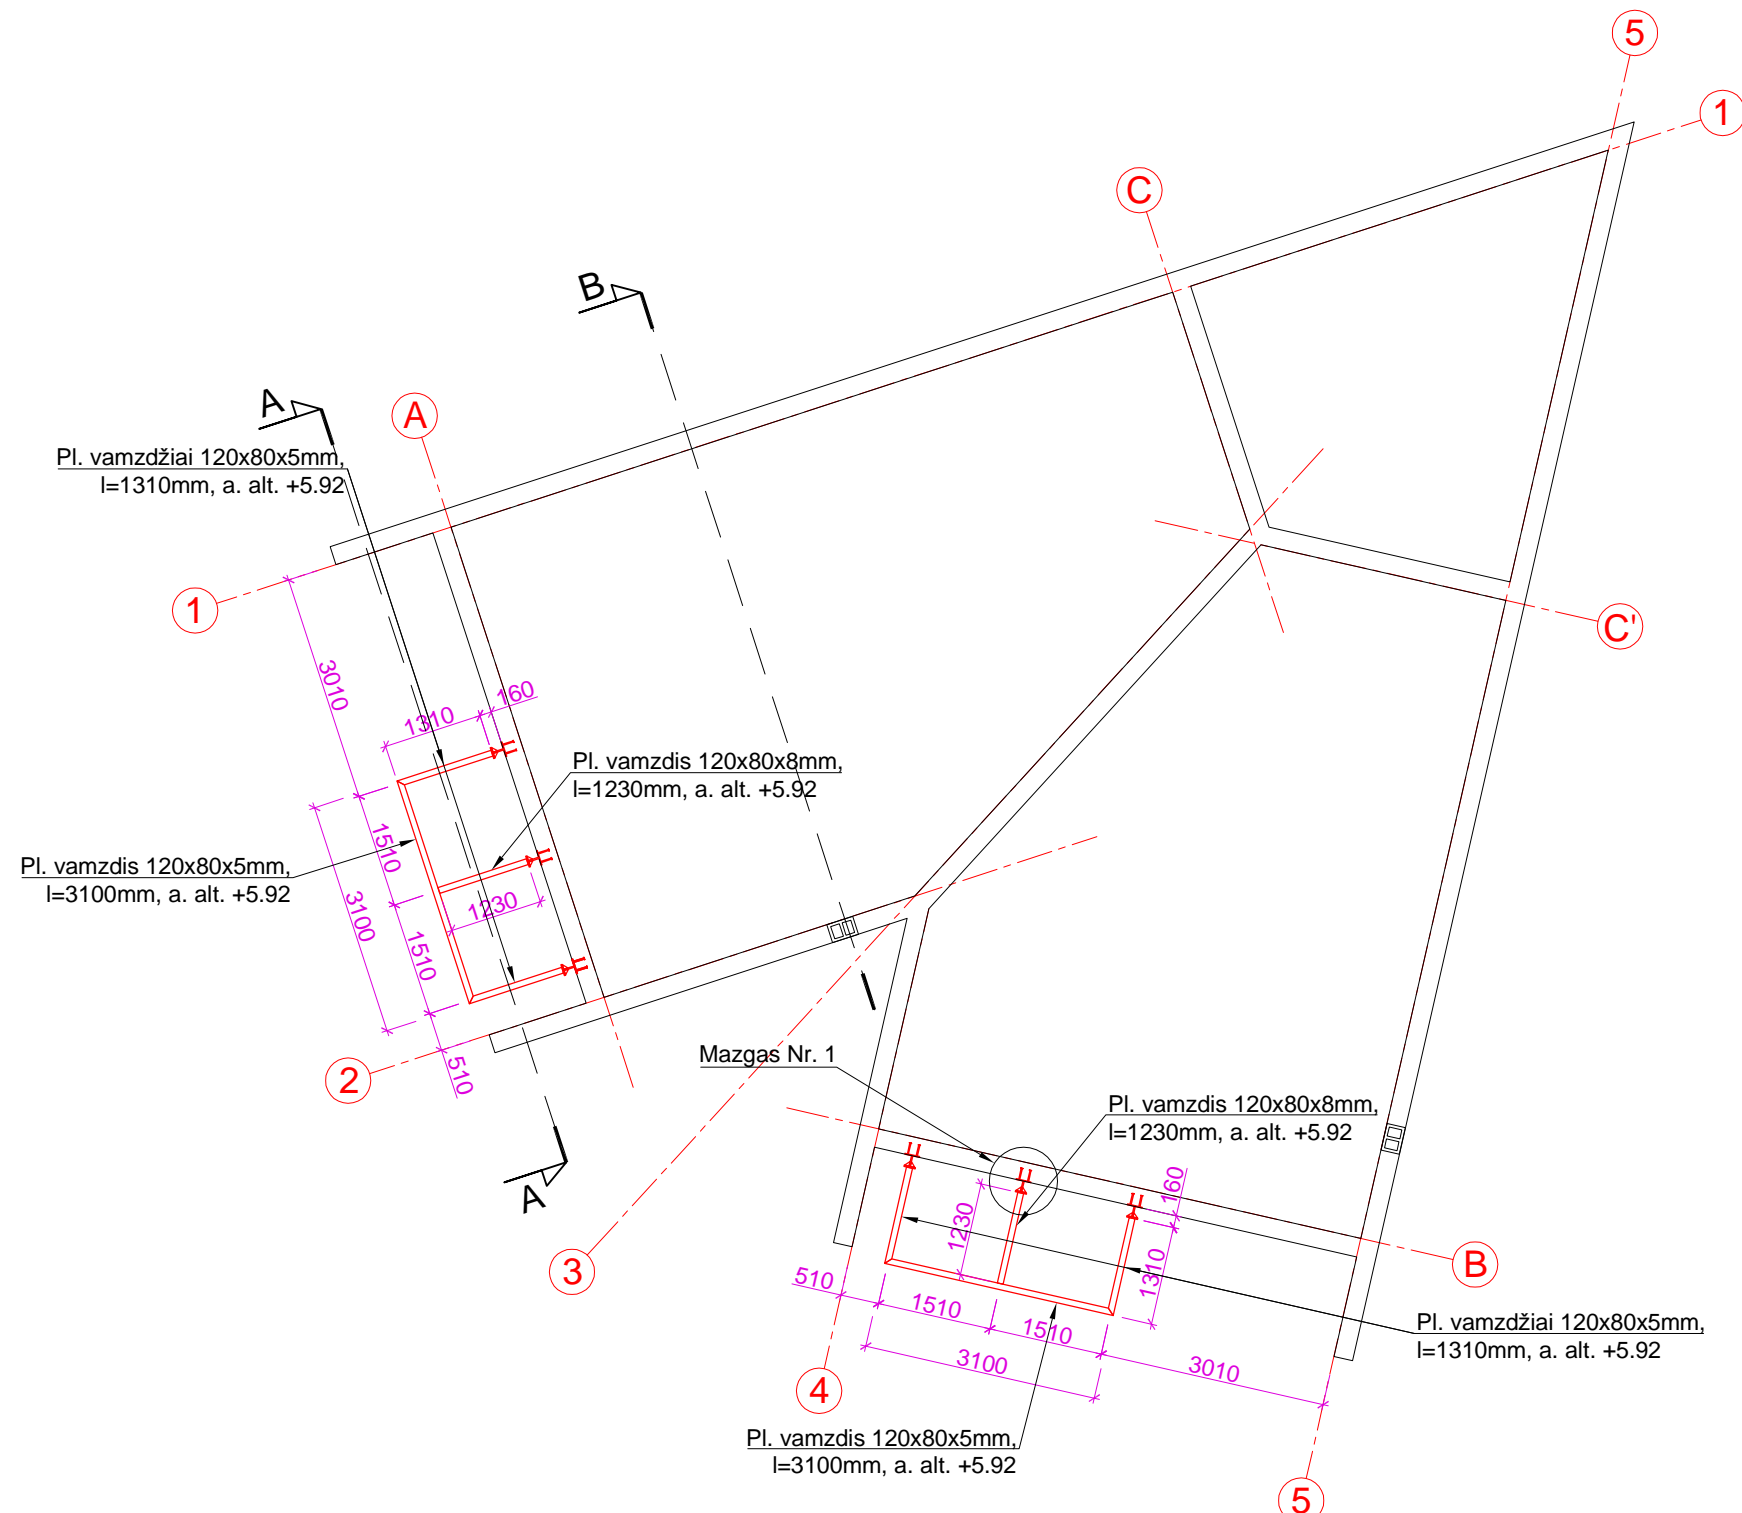 5
1
C
B
A
A
Pl. vamzdžiai 120x80x5mm,
l=1310mm, a. alt. +5.92
1
C'
3010
160
1310
Pl. vamzdis 120x80x8mm,
l=1230mm, a. alt. +5.92
1510
Pl. vamzdis 120x80x5mm,
l=3100mm, a. alt. +5.92
3100
1230
1510
510
2
Mazgas Nr. 1
A
Pl. vamzdis 120x80x8mm,
l=1230mm, a. alt. +5.92
160
1230
1310
3
B
510
1510
1510
3100
3010
Pl. vamzdžiai 120x80x5mm,
l=1310mm, a. alt. +5.92
4
Pl. vamzdis 120x80x5mm,
l=3100mm, a. alt. +5.92
5